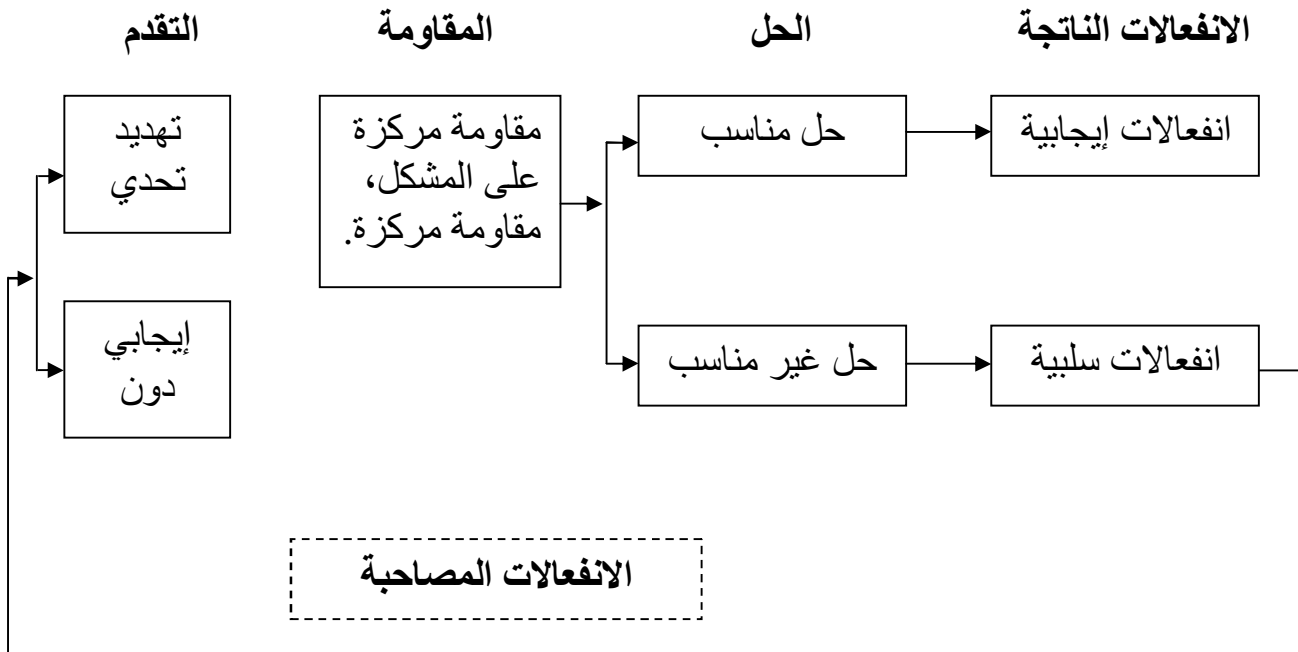 التقدم
المقاومة
الحل
الانفعالات الناتجة
تهديد
تحدي
مقاومة مركزة
على المشكل،
مقاومة مركزة.
حل مناسب
انفعالات إيجابية
إيجابي
دون
حل غير مناسب
انفعالات سلبية
الانفعالات المصاحبة